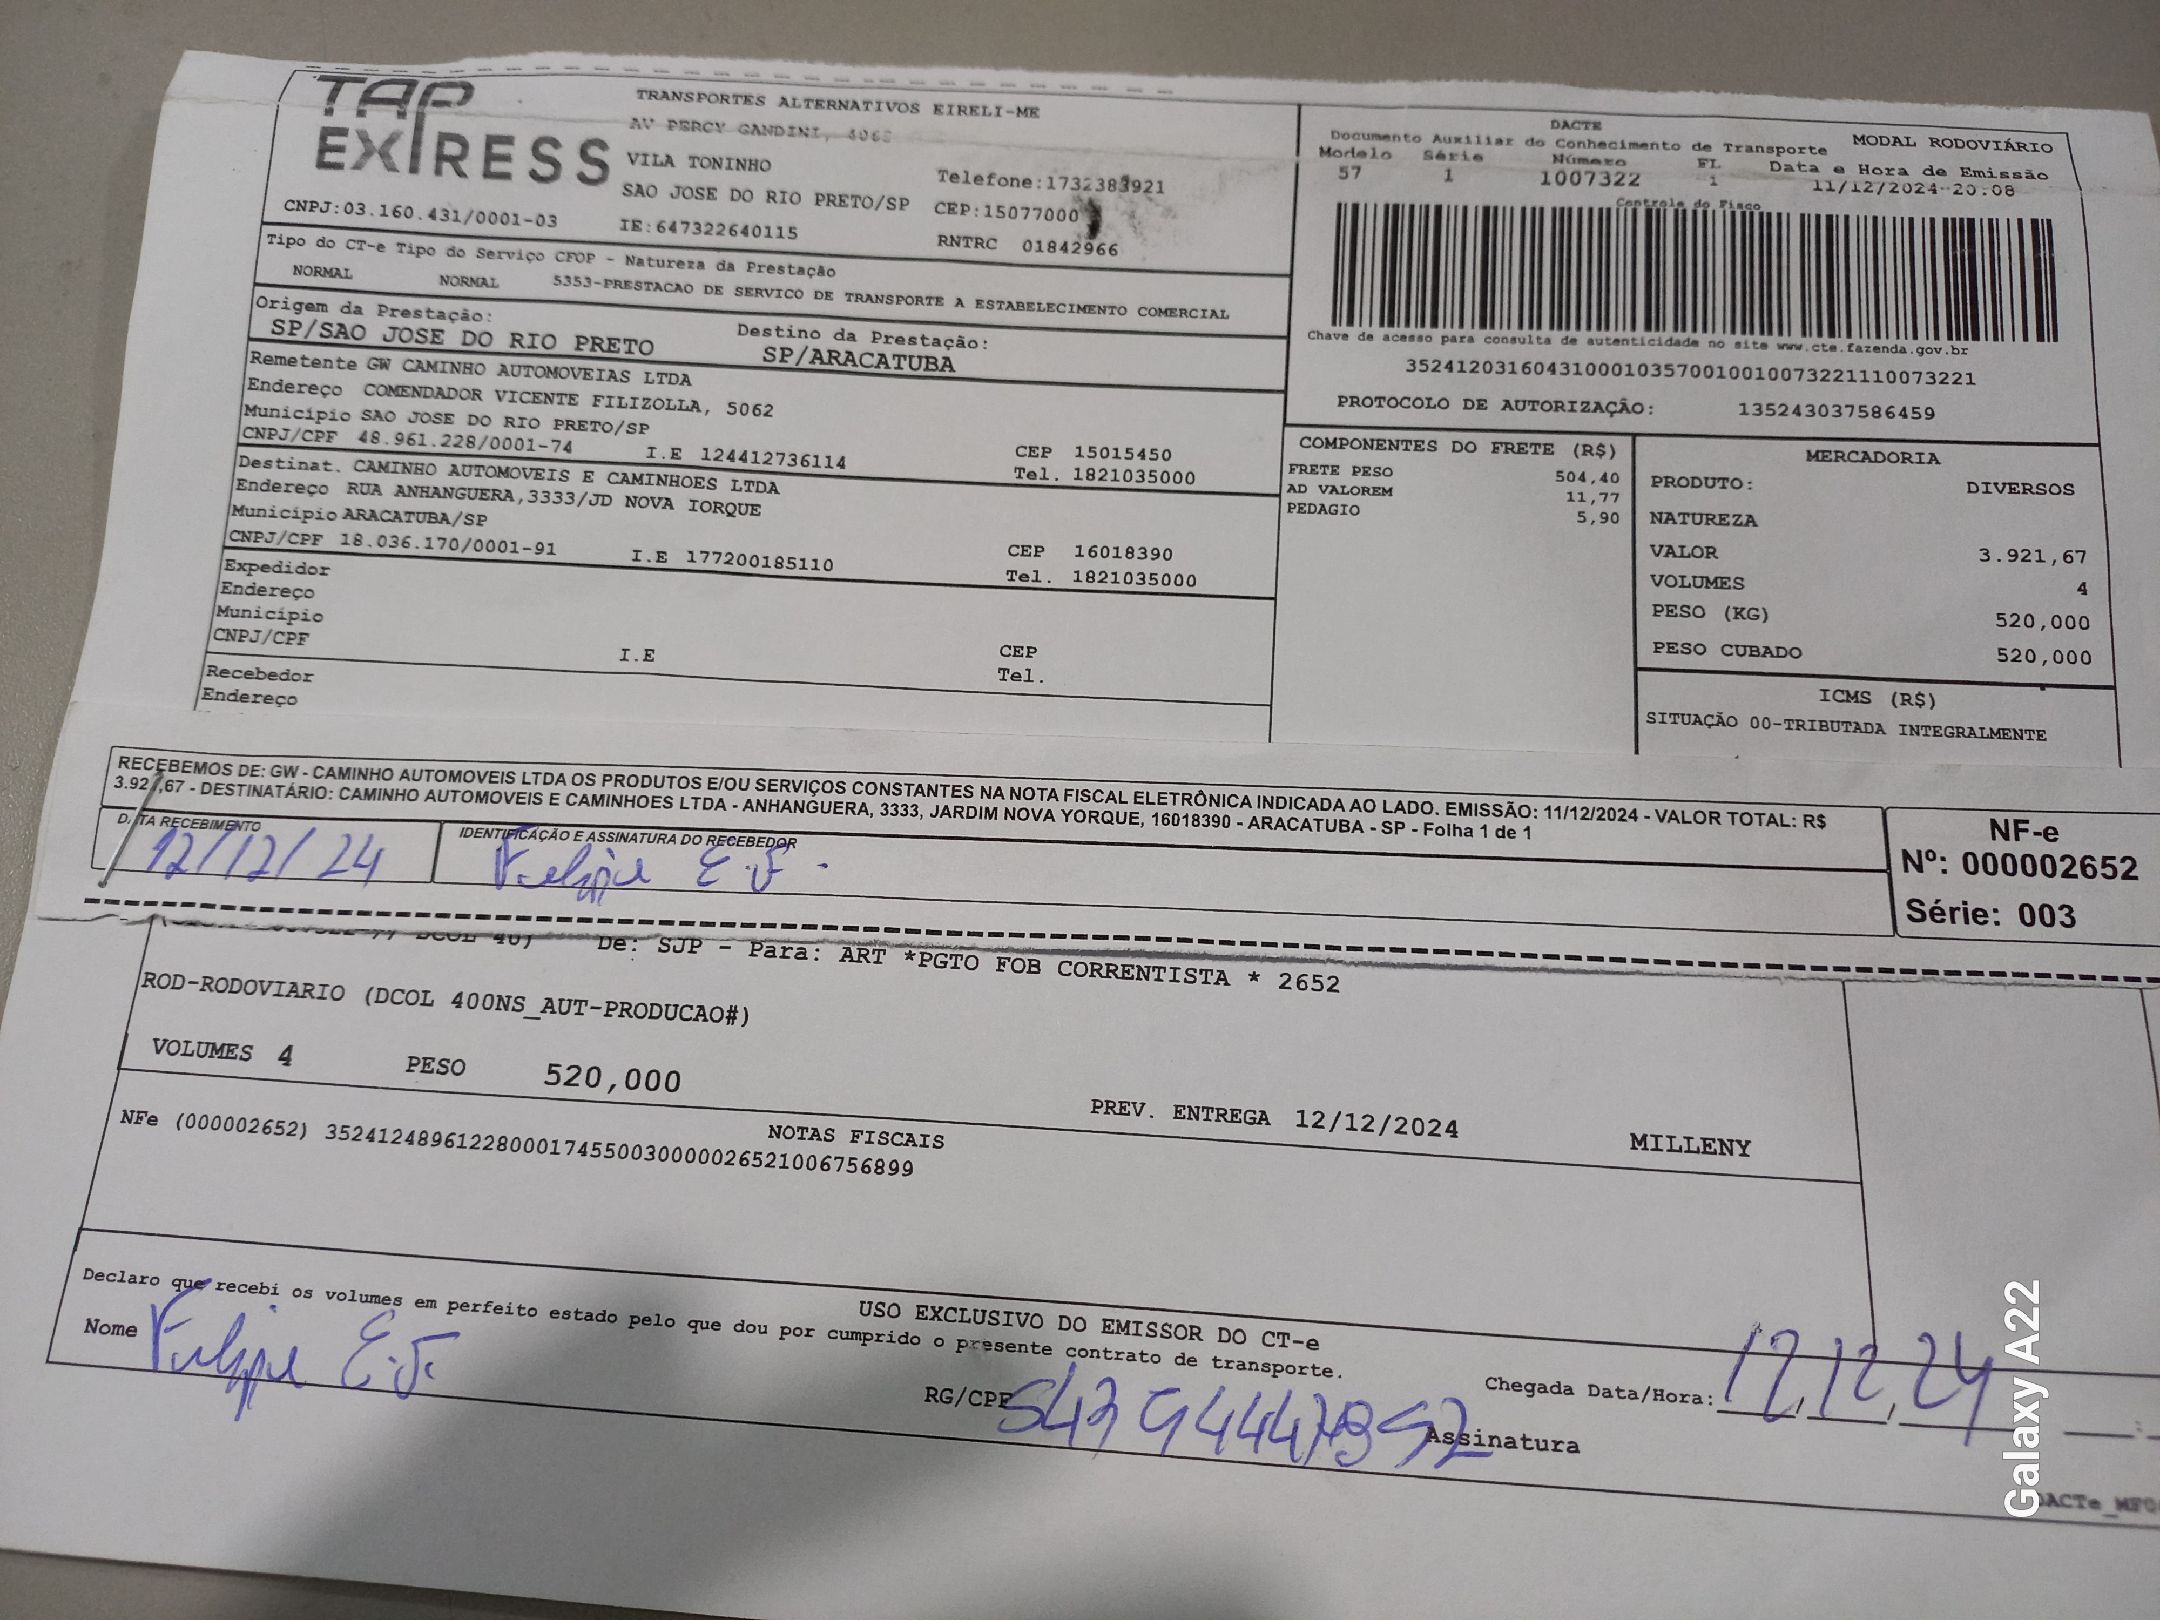 TAP EXPRESS
TRANSPORTES ALTERNATIVOS EIRELI-ME
AV PERCY GANDINI,
VILA TONINHO
SAO JOSE DO RIO PRETO/SP
Telefone:1732383921
CEP:15077000
CNPJ:03.160.431/0001-03 IE:647322640115 RNTRC 01842966
Tipo do CT-e Tipo do Serviço CFOP - Natureza da Prestação
NORMAL NORMAL 5353-PRESTACAO DE SERVICO DE TRANSPORTE A ESTABELECIMENTO COMERCIAL
Origem da Prestação: Destino da Prestação:
SP/SAO JOSE DO RIO PRETO SP/ARACATUBA
Remetente GW CAMINHO AUTOMOVEIAS LTDA
Endereço COMENDADOR VICENTE FILIZOLLA, 5062
Município SAO JOSE DO RIO PRETO/SP CEP 15015450
CNPJ/CPF 48.961.228/0001-74 I.E 124412736114 Tel. 1821035000
Destinat. CAMINHO AUTOMOVEIS E CAMINHOES LTDA
Endereço RUA ANHANGUERA,3333/JD NOVA IORQUE
Município ARACATUBA/SP CEP 16018390
CNPJ/CPF 18.036.170/0001-91 I.E 177200185110 Tel. 1821035000
Expedidor
Endereço
Município CEP
CNPJ/CPF I.E Tel.
Recebedor
Endereço
DACTE MODAL RODOVIÁRIO
Documento Auxiliar do Conhecimento de Transporte
Modelo Série Número FL Data e Hora de Emissão
57 1 1007322 1 11/12/2024-20:08
Controle do Fisco
Chave de acesso para consulta de autenticidade no site www.cte.fazenda.gov.br
35241203160431000103570010010073221110073221
PROTOCOLO DE AUTORIZAÇÃO: 135243037586459
COMPONENTES DO FRETE (R$)
FRETE PESO 504,40
AD VALOREM 11,77
PEDAGIO 5,90
MERCADORIA
PRODUTO: DIVERSOS
NATUREZA
VALOR 3.921,67
VOLUMES 4
PESO (KG) 520,000
PESO CUBADO 520,000
ICMS (R$)
SITUAÇÃO 00-TRIBUTADA INTEGRALMENTE
RECEBEMOS DE: GW - CAMINHO AUTOMOVEIS LTDA OS PRODUTOS E/OU SERVIÇOS CONSTANTES NA NOTA FISCAL ELETRÔNICA INDICADA AO LADO. EMISSÃO: 11/12/2024 - VALOR TOTAL: R$
3.921,67 - DESTINATÁRIO: CAMINHO AUTOMOVEIS E CAMINHOES LTDA - ANHANGUERA, 3333, JARDIM NOVA YORQUE, 16018390 - ARACATUBA - SP - Folha 1 de 1
DATA RECEBIMENTO IDENTIFICAÇÃO E ASSINATURA DO RECEBEDOR
12/12/24 Felippe E.F.
NF-e
Nº: 000002652
Série: 003
De: SJP - Para: ART *PGTO FOB CORRENTISTA * 2652
ROD-RODOVIARIO (DCOL 400NS_AUT-PRODUCAO#)
VOLUMES 4 PESO 520,000 PREV. ENTREGA 12/12/2024 MILLENY
NOTAS FISCAIS
NFe (000002652) 35241248961228000174550030000026521006756899
USO EXCLUSIVO DO EMISSOR DO CT-e
Declaro que recebi os volumes em perfeito estado pelo que dou por cumprido o presente contrato de transporte.
Nome Felippe E.F. RG/CPF Assinatura Chegada Data/Hora: 12,12,24
Galaxy A22